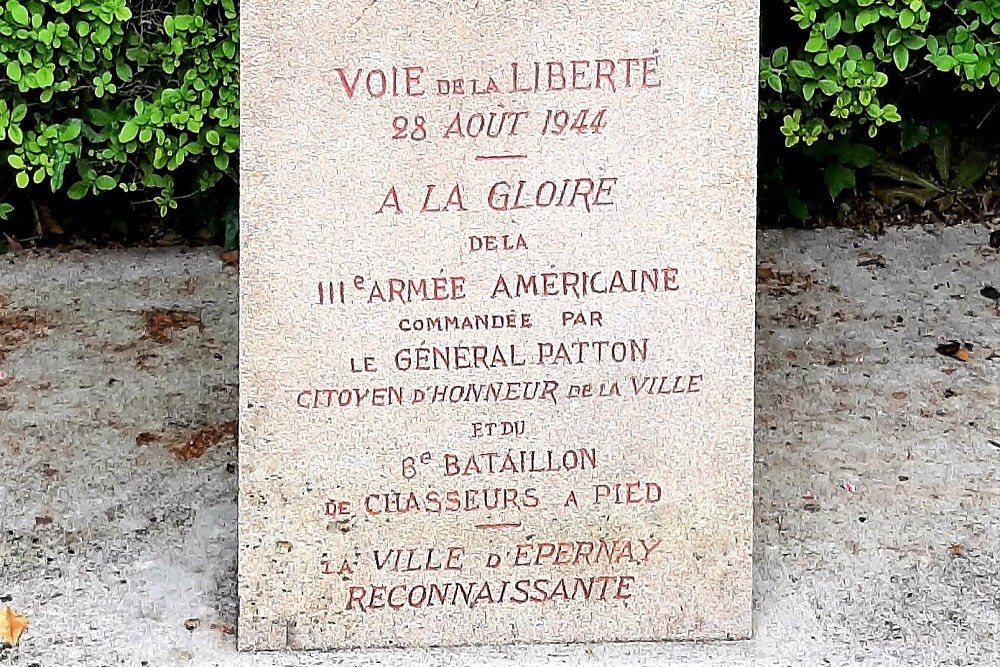 VOIE DE LA LIBERTÉ
28 AOUT 1944
A LA GLOIRE
DE LA
IIIe ARMÉE AMÉRICAINE
COMMANDÉE PAR
LE GÉNÉRAL PATTON
CITOYEN D'HONNEUR DE LA VILLE
ET DU
8e BATAILLON
DE CHASSEURS A PIED
LA VILLE D'EPERNAY
RECONNAISSANTE